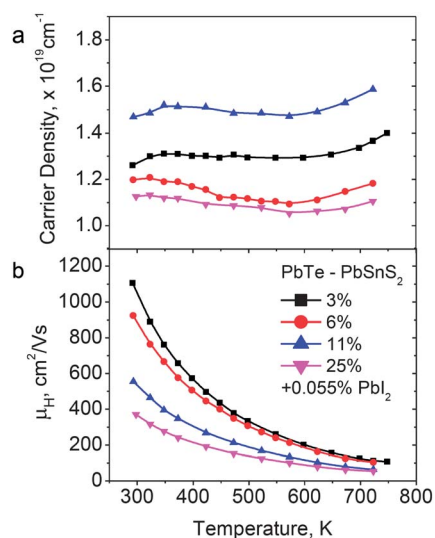 a
Carrier Density, x 10¹⁹cm⁻¹
1.8
1.6
1.4
1.2
1.0
b
μH, cm²/Vs
1200
1000
800
600
400
200
0
PbTe - PbSnS₂
3%
6%
11%
25%
+0.055% PbI₂
300 400 500 600 700 800
Temperature, K